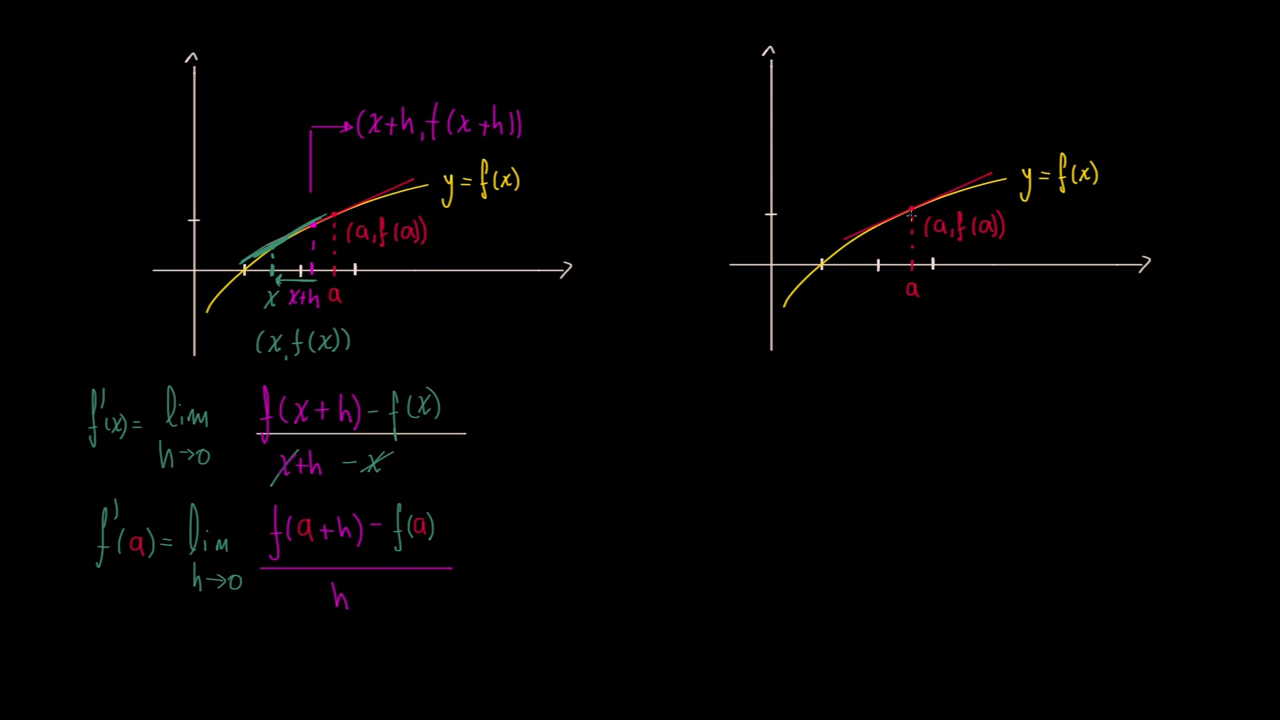 (x+h, f(x+h))
y = f(x)
(a, f(a))
x x+h a
(x, f(x))
f'(x) = lim h→0 f(x+h) - f(x)
x+h - x
f'(a) = lim h→0 f(a+h) - f(a)
h
y = f(x)
(a, f(a))
a